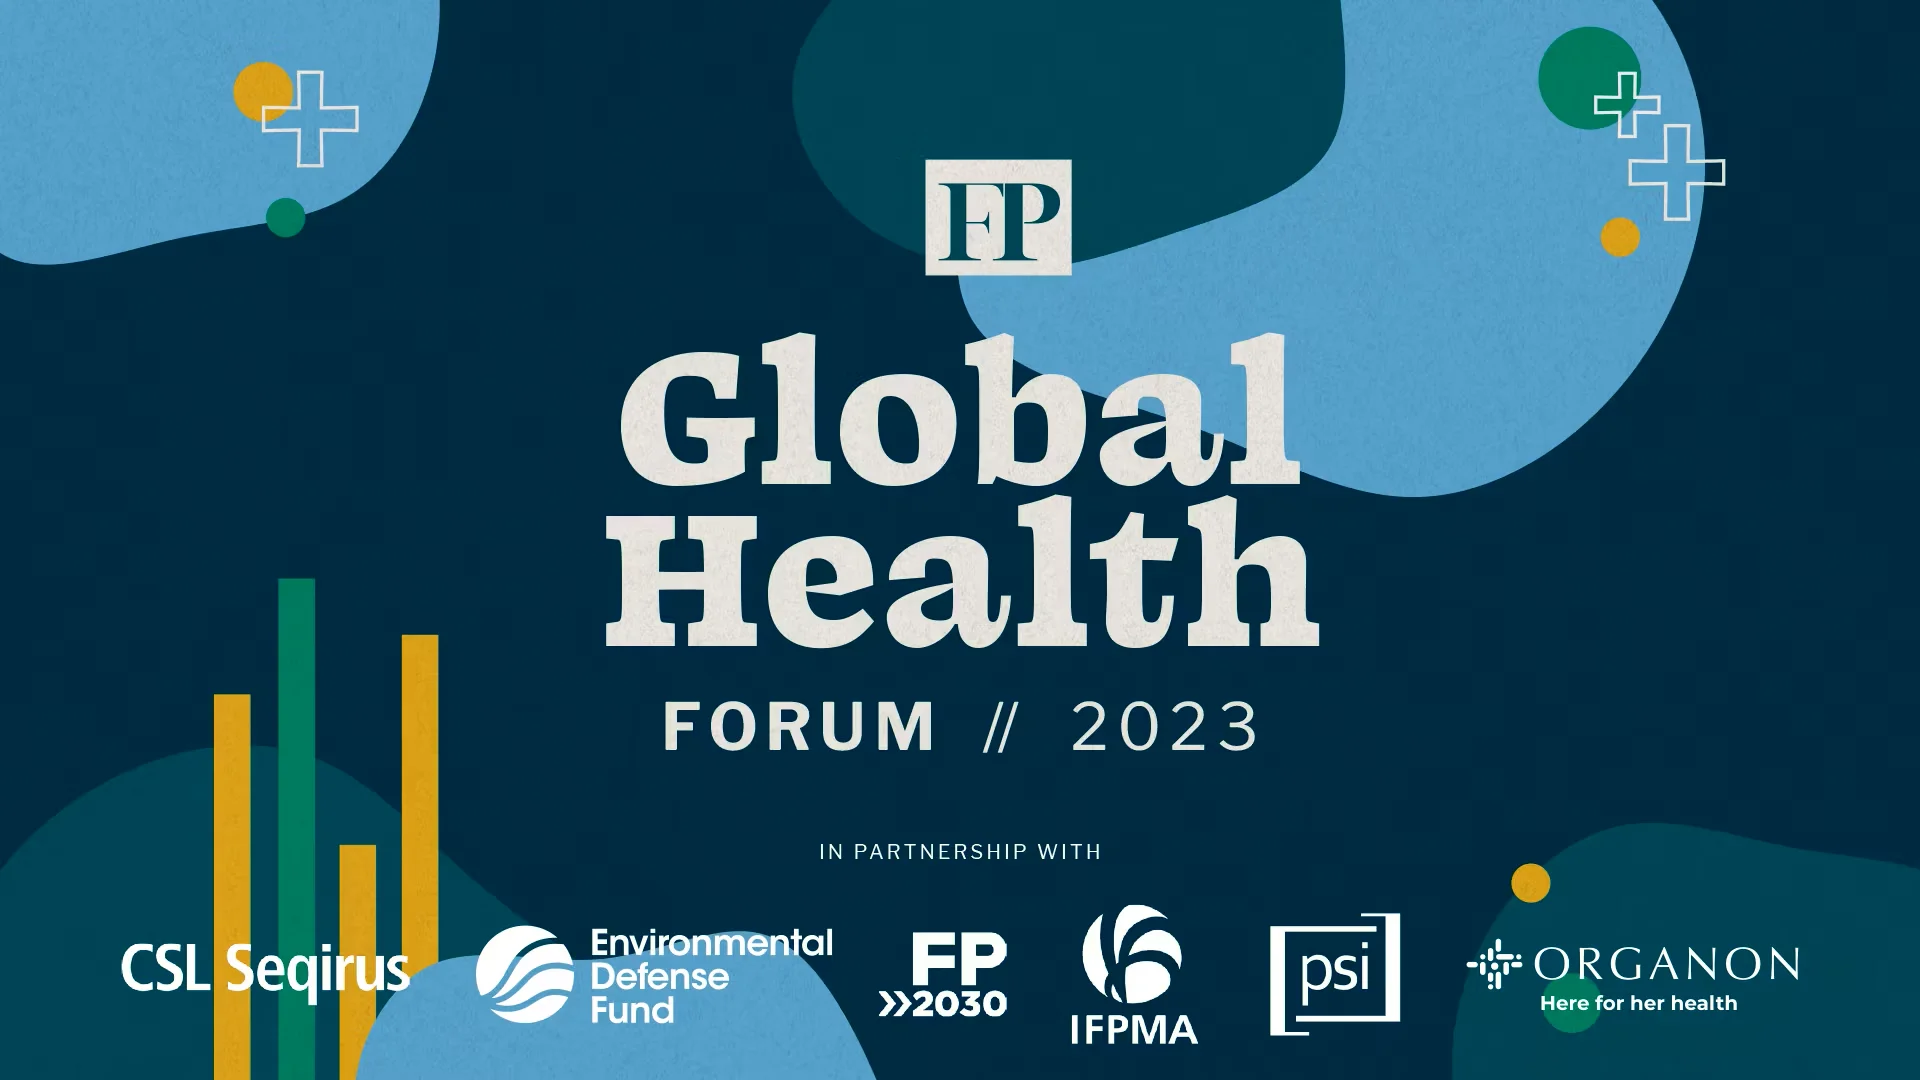 FP
Global
Health
FORUM // 2023
IN PARTNERSHIP WITH
CSL Seqirus
Environmental
Defense
Fund
FP
»2030
IFPMA
psi
ORGANON
Here for her health